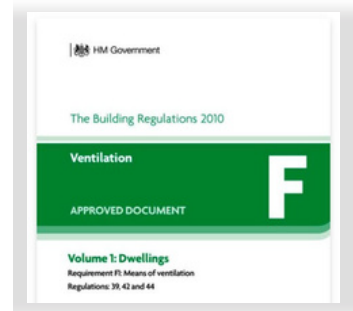 HM Government
The Building Regulations 2010
Ventilation
F
APPROVED DOCUMENT
Volume 1: Dwellings
Requirement F1: Means of ventilation
Regulations: 39, 42 and 44